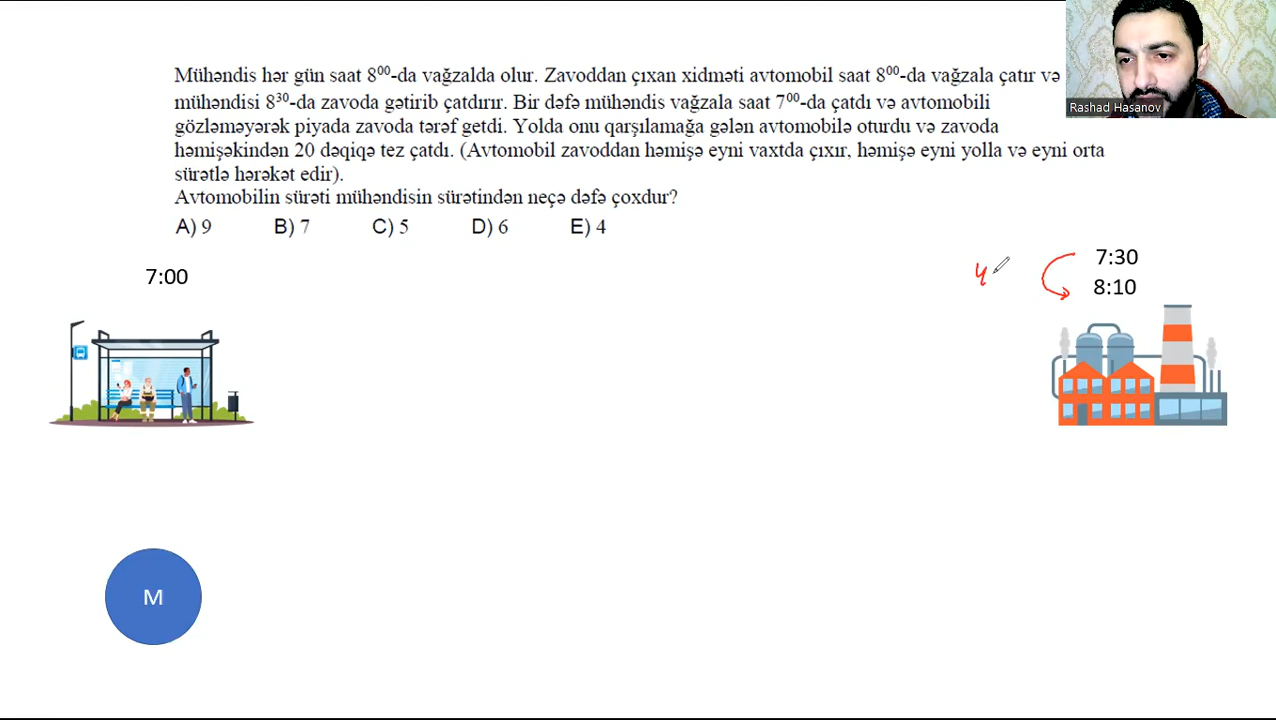 Mühəndis hər gün saat 8⁰⁰-da vağzalda olur. Zavoddan çıxan xidməti avtomobil saat 8⁰⁰-da vağzala çatır və
mühəndisi 8³⁰-da zavoda gətirib çatdırır. Bir dəfə mühəndis vağzala saat 7⁰⁰-da çatdı və avtomobili
gözləməyərək piyada zavoda tərəf getdi. Yolda onu qarşılamağa gələn avtomobilə oturdu və zavoda
həmişəkindən 20 dəqiqə tez çatdı. (Avtomobil zavoddan həmişə eyni vaxtda çıxır, həmişə eyni yolla və eyni orta
sürətlə hərəkət edir).
Avtomobilin sürəti mühəndisin sürətindən neçə dəfə çoxdur?
A) 9 B) 7 C) 5 D) 6 E) 4
Rashad Hasanov
7:00
4
7:30
8:10
M